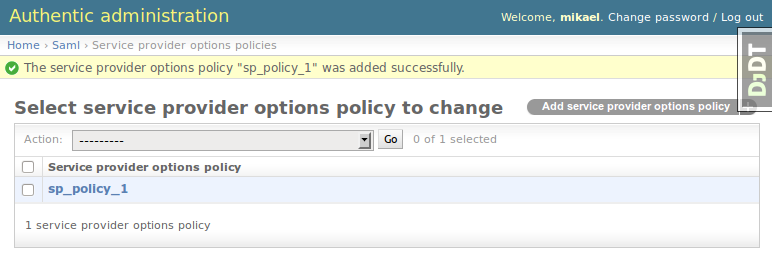 Authentic administration
Welcome, mikael. Change password / Log out
Home › Saml › Service provider options policies
The service provider options policy "sp_policy_1" was added successfully.
DJDT
Select service provider options policy to change
Add service provider options policy +
Action: --------- Go 0 of 1 selected
Service provider options policy
sp_policy_1
1 service provider options policy